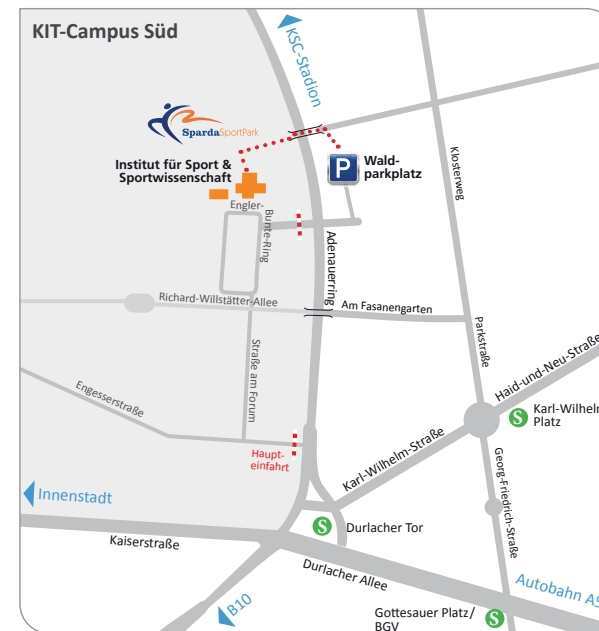 KIT-Campus Süd
KSC-Stadion
SpardaSportPark
Institut für Sport &
Sportwissenschaft
P
Wald-
parkplatz
Klosterweg
Engler-
Bunte-Ring
Adenauerring
Richard-Willstätter-Allee
Am Fasanengarten
Parkstraße
Haid-und-Neu-Straße
Straße am Forum
Engesserstraße
S
Karl-Wilhelm
Platz
Karl-Wilhelm-Straße
Haupt-
einfahrt
Georg-Friedrich-Straße
Innenstadt
S
Durlacher Tor
Kaiserstraße
Durlacher Allee
Autobahn A5
B10
Gottesauer Platz/
BGV
S